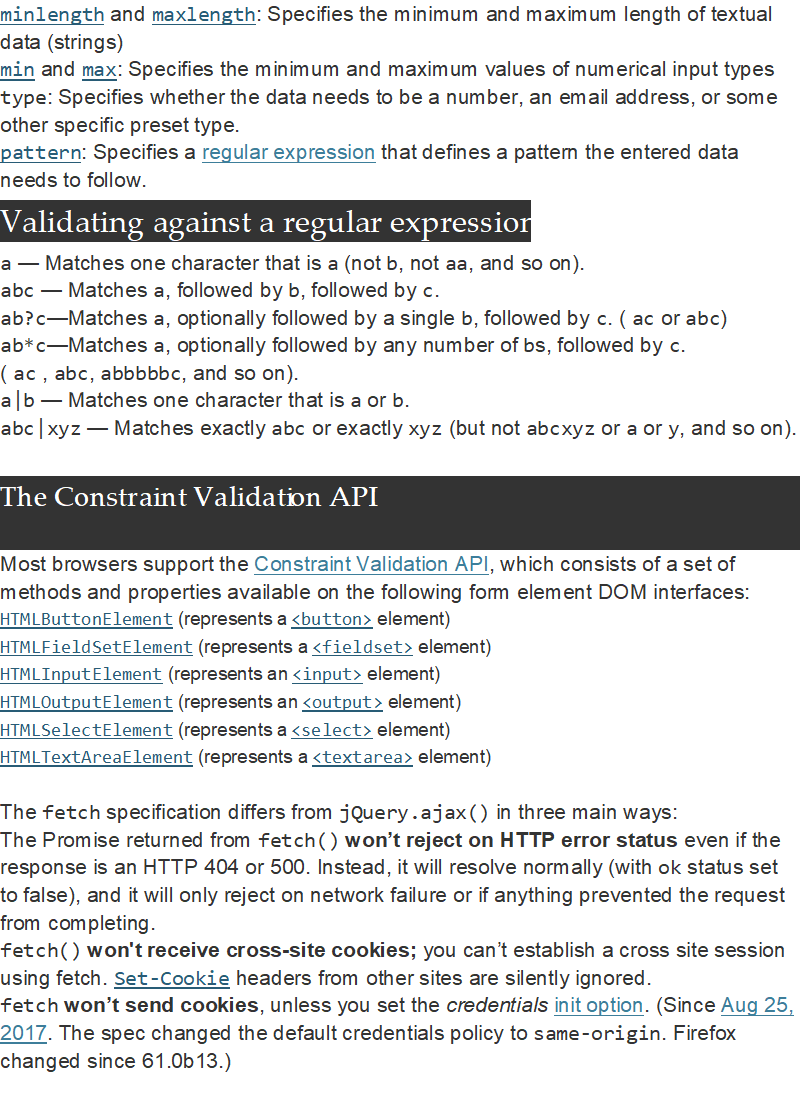 minlength and maxlength: Specifies the minimum and maximum length of textual
data (strings)
min and max: Specifies the minimum and maximum values of numerical input types
type: Specifies whether the data needs to be a number, an email address, or some
other specific preset type.
pattern: Specifies a regular expression that defines a pattern the entered data
needs to follow.
Validating against a regular expression
a — Matches one character that is a (not b, not aa, and so on).
abc — Matches a, followed by b, followed by c.
ab?c—Matches a, optionally followed by a single b, followed by c. ( ac or abc)
ab*c—Matches a, optionally followed by any number of bs, followed by c.
( ac , abc, abbbbbc, and so on).
a|b — Matches one character that is a or b.
abc|xyz — Matches exactly abc or exactly xyz (but not abcxyz or a or y, and so on).
The Constraint Validation API
Most browsers support the Constraint Validation API, which consists of a set of
methods and properties available on the following form element DOM interfaces:
HTMLButtonElement (represents a <button> element)
HTMLFieldSetElement (represents a <fieldset> element)
HTMLInputElement (represents an <input> element)
HTMLOutputElement (represents an <output> element)
HTMLSelectElement (represents a <select> element)
HTMLTextAreaElement (represents a <textarea> element)
The fetch specification differs from jQuery.ajax() in three main ways:
The Promise returned from fetch() won’t reject on HTTP error status even if the
response is an HTTP 404 or 500. Instead, it will resolve normally (with ok status set
to false), and it will only reject on network failure or if anything prevented the request
from completing.
fetch() won't receive cross-site cookies; you can’t establish a cross site session
using fetch. Set-Cookie headers from other sites are silently ignored.
fetch won’t send cookies, unless you set the credentials init option. (Since Aug 25,
2017. The spec changed the default credentials policy to same-origin. Firefox
changed since 61.0b13.)